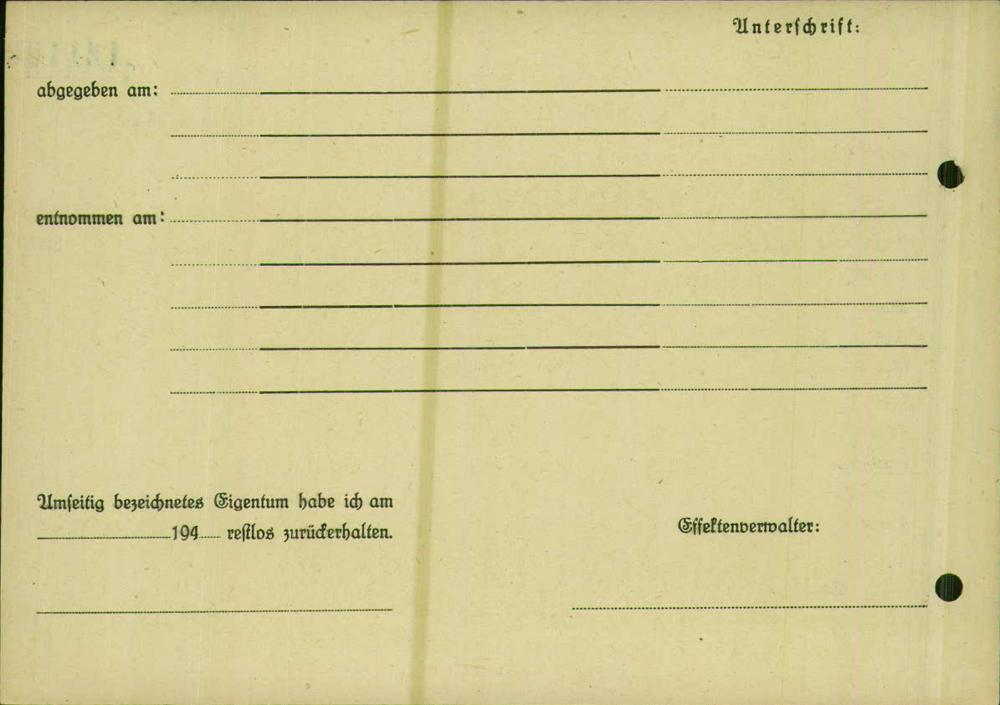 Unterschrift:
abgegeben am:
entnommen am:
Umseitig bezeichnetes Eigentum habe ich am
194 restlos zurückerhalten.
Effektenverwalter: